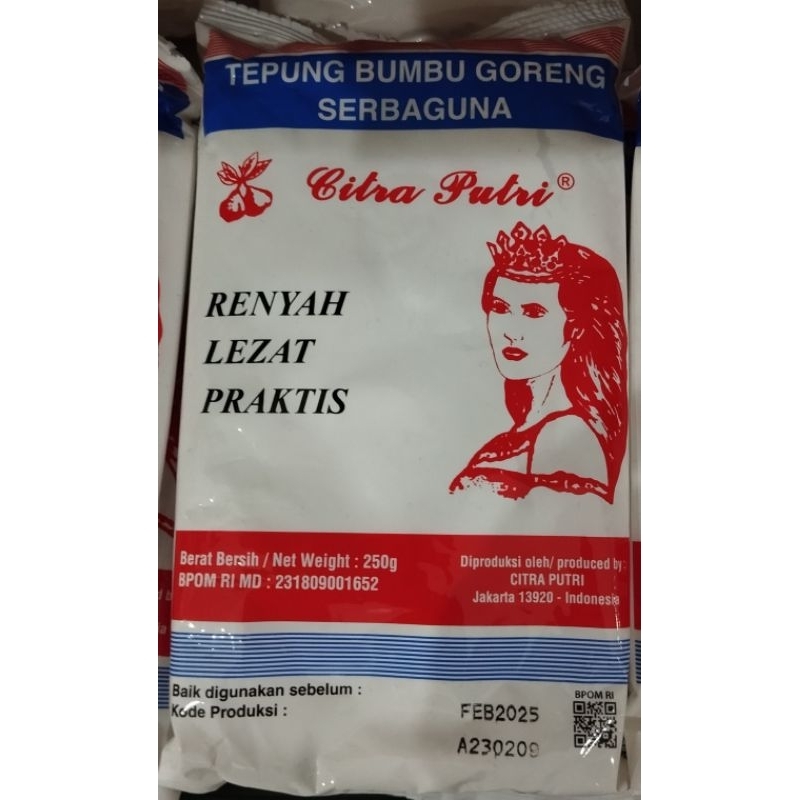 TEPUNG BUMBU GORENG
SERBAGUNA
Citra Putri®
RENYAH
LEZAT
PRAKTIS
Berat Bersih / Net Weight : 250g
BPOM RI MD : 231809001652
Diproduksi oleh/ produced by:
CITRA PUTRI
Jakarta 13920 - Indonesia
Baik digunakan sebelum :
Kode Produksi :
FEB2025
A230209
BPOM RI